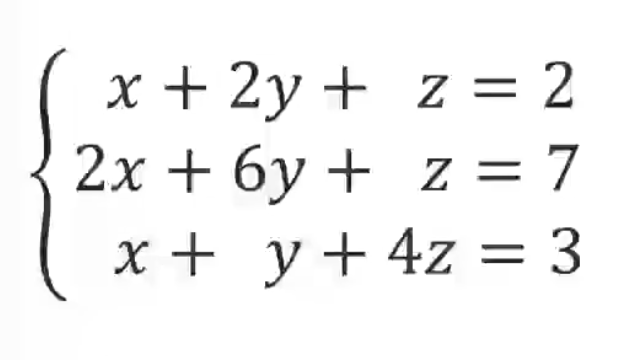 x + 2y + z = 2
2x + 6y + z = 7
x + y + 4z = 3